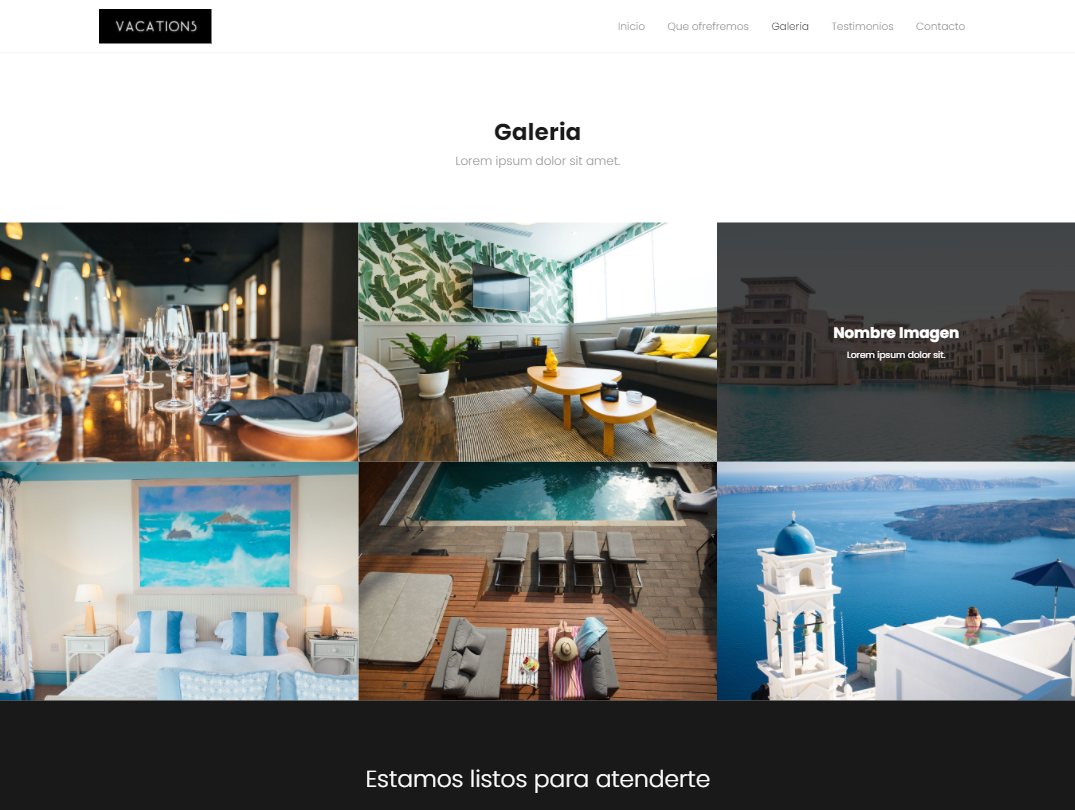 VACATIONS
Inicio Que ofrefremos Galeria Testimonios Contacto
Galeria
Lorem ipsum dolor sit amet.
Nombre Imagen
Lorem ipsum dolor sit.
Estamos listos para atenderte